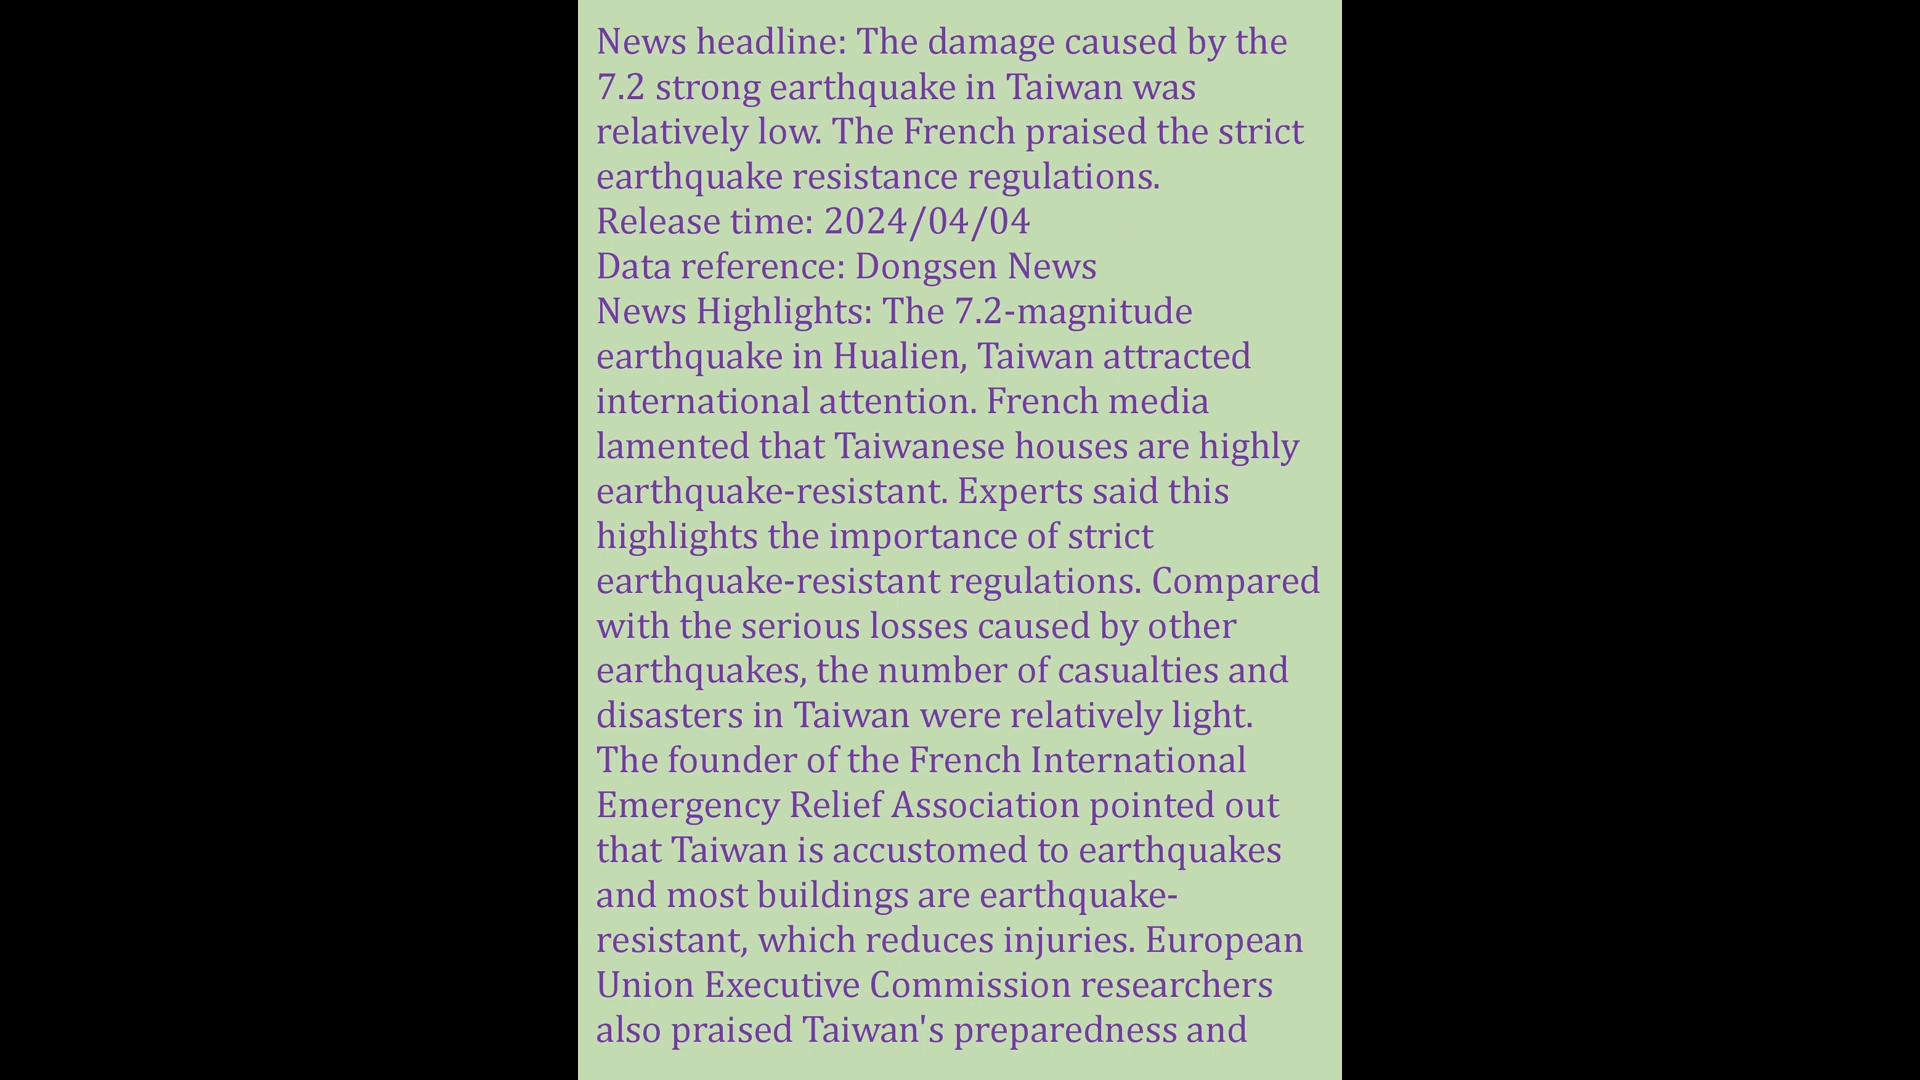 News headline: The damage caused by the
7.2 strong earthquake in Taiwan was
relatively low. The French praised the strict
earthquake resistance regulations.
Release time: 2024/04/04
Data reference: Dongsen News
News Highlights: The 7.2-magnitude
earthquake in Hualien, Taiwan attracted
international attention. French media
lamented that Taiwanese houses are highly
earthquake-resistant. Experts said this
highlights the importance of strict
earthquake-resistant regulations. Compared
with the serious losses caused by other
earthquakes, the number of casualties and
disasters in Taiwan were relatively light.
The founder of the French International
Emergency Relief Association pointed out
that Taiwan is accustomed to earthquakes
and most buildings are earthquake-
resistant, which reduces injuries. European
Union Executive Commission researchers
also praised Taiwan's preparedness and